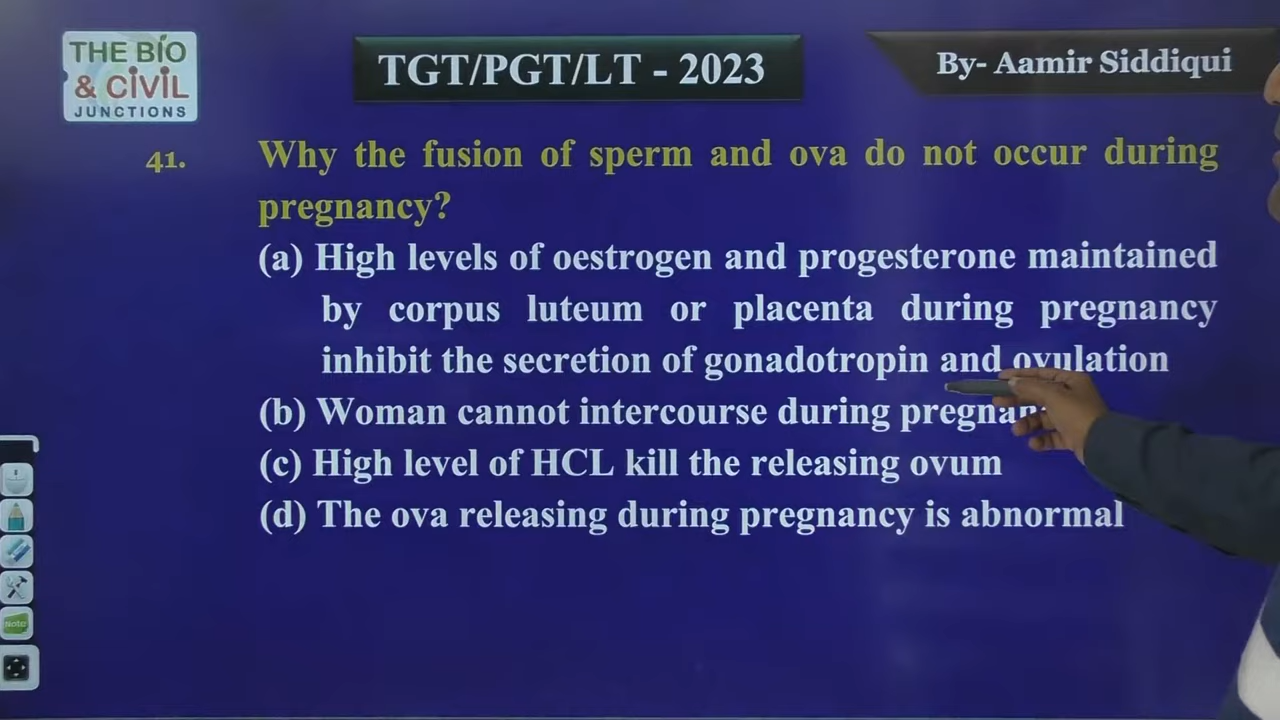 THE BIO
& CIVIL
JUNCTIONS
TGT/PGT/LT - 2023
By- Aamir Siddiqui
41. Why the fusion of sperm and ova do not occur during
pregnancy?
(a) High levels of oestrogen and progesterone maintained
by corpus luteum or placenta during pregnancy
inhibit the secretion of gonadotropin and ovulation
(b) Woman cannot intercourse during
(c) High level of HCL kill the releasing ovum
(d) The ova releasing during pregnancy is abnormal
Note